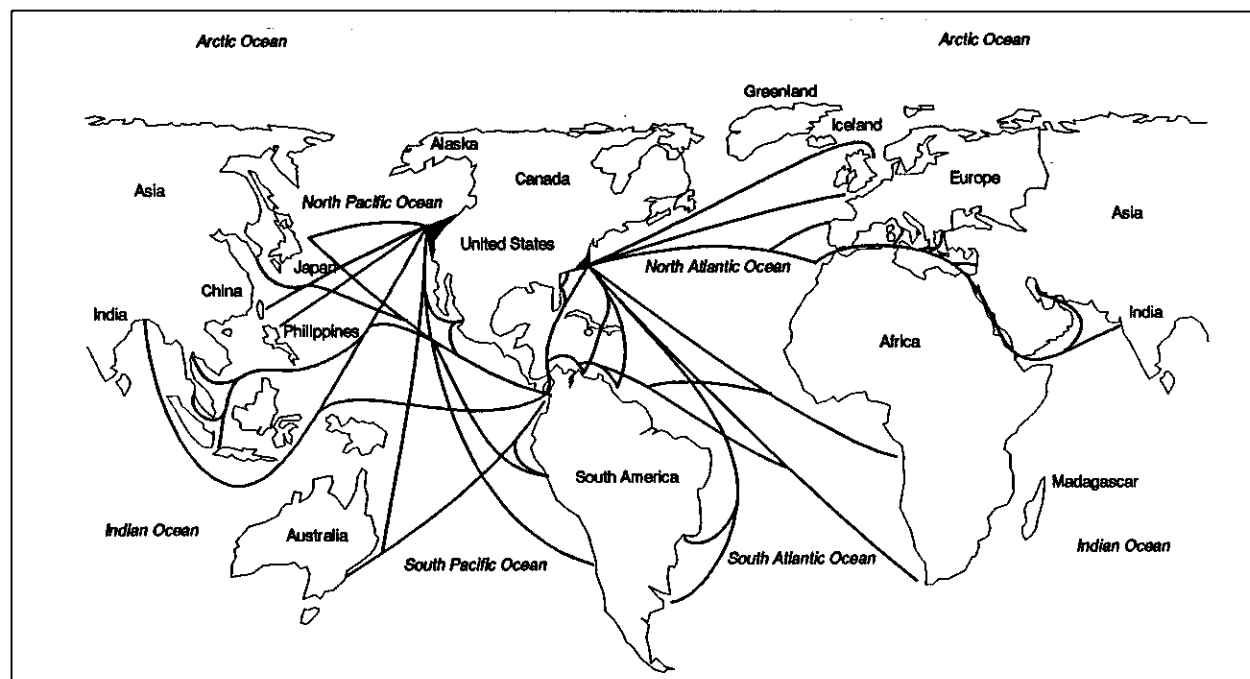 Arctic Ocean
Arctic Ocean
Greenland
Iceland
Alaska
Asia
Canada
Europe
North Pacific Ocean
Asia
United States
Japan
North Atlantic Ocean
China
India
Philippines
India
Africa
South America
Madagascar
Indian Ocean
Australia
South Pacific Ocean
South Atlantic Ocean
Indian Ocean